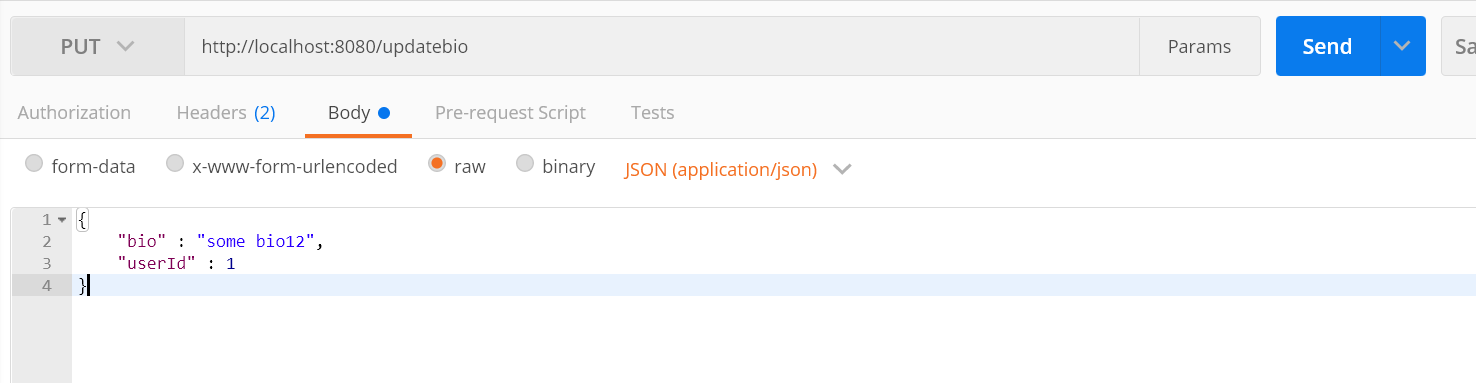 PUT http://localhost:8080/updatebio Params Send Sa
Authorization Headers (2) Body Pre-request Script Tests
form-data x-www-form-urlencoded raw binary JSON (application/json)
1 {
2 "bio" : "some bio12",
3 "userId" : 1
4 }